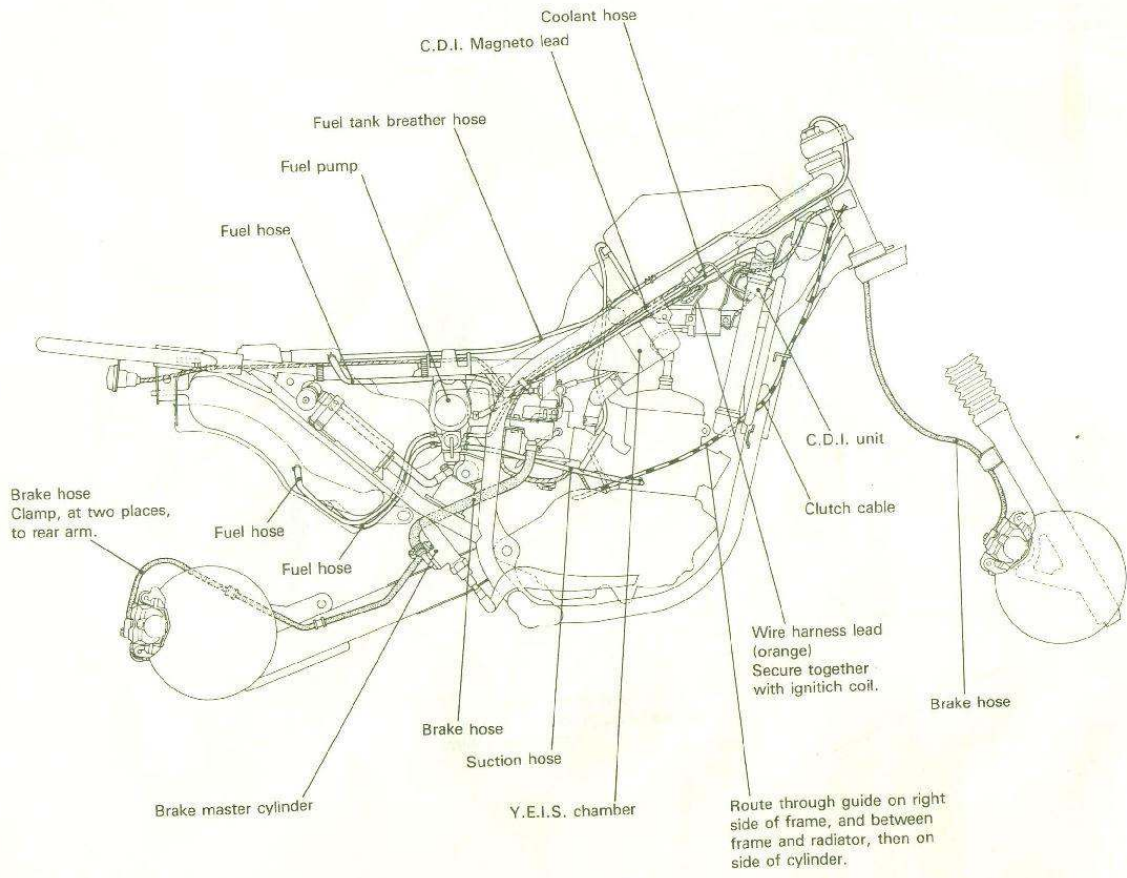 Coolant hose
C.D.I. Magneto lead
Fuel tank breather hose
Fuel pump
Fuel hose
C.D.I. unit
Clutch cable
Brake hose
Clamp, at two places,
to rear arm.
Fuel hose
Fuel hose
Wire harness lead
(orange)
Secure together
with ignitich coil.
Brake hose
Brake hose
Suction hose
Brake master cylinder
Y.E.I.S. chamber
Route through guide on right
side of frame, and between
frame and radiator, then on
side of cylinder.